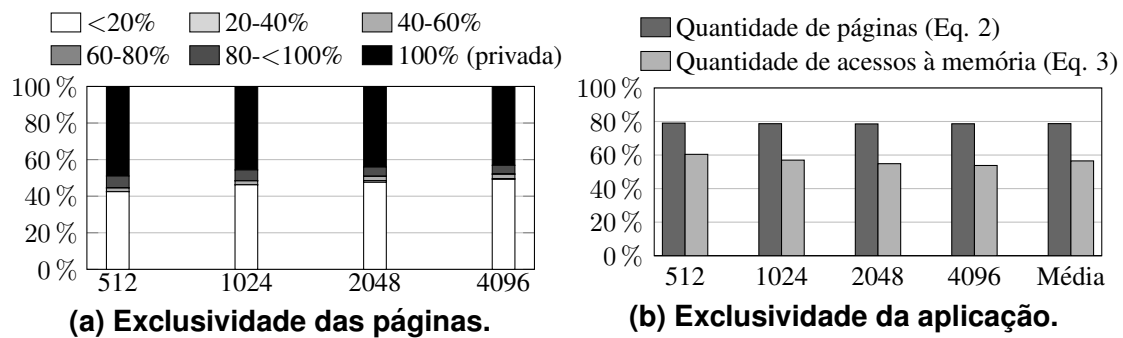 <20% 20-40% 40-60%
60-80% 80-<100% 100% (privada)
100 %
80 %
60 %
40 %
20 %
0 %
512 1024 2048 4096
(a) Exclusividade das páginas.
Quantidade de páginas (Eq. 2)
Quantidade de acessos à memória (Eq. 3)
100 %
80 %
60 %
40 %
20 %
0 %
512 1024 2048 4096 Média
(b) Exclusividade da aplicação.